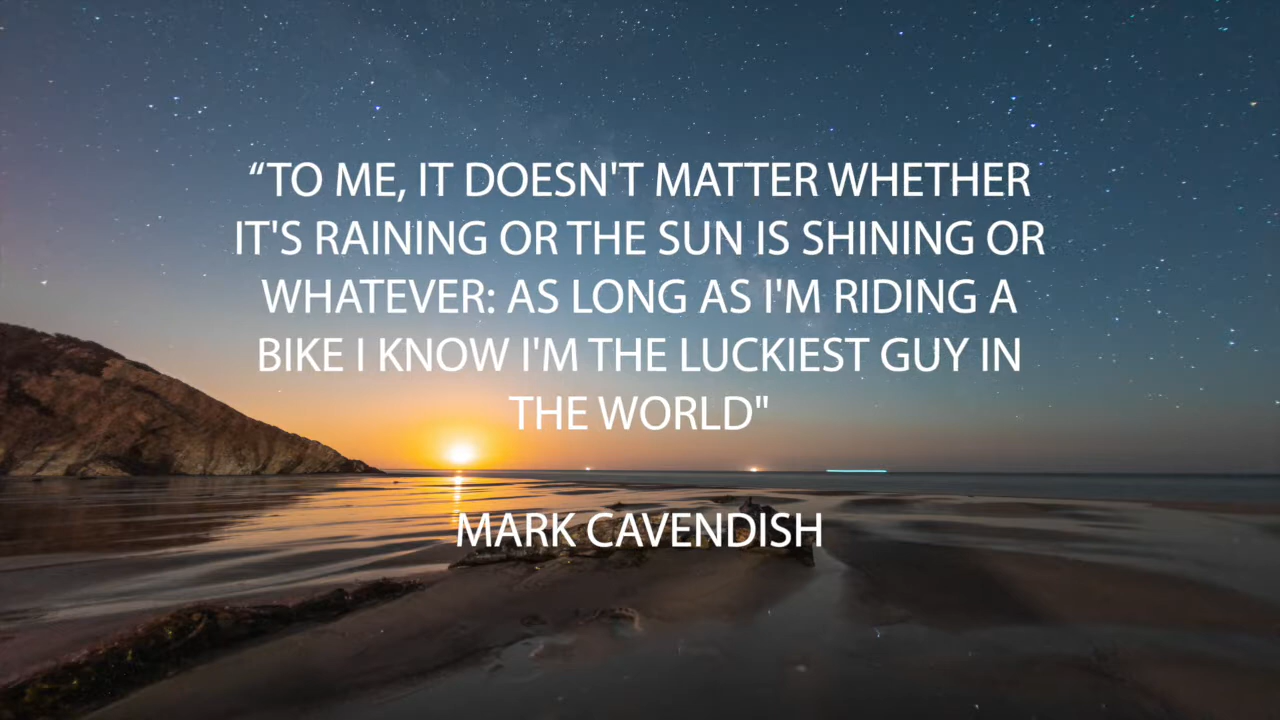 “TO ME, IT DOESN'T MATTER WHETHER
IT'S RAINING OR THE SUN IS SHINING OR
WHATEVER: AS LONG AS I'M RIDING A
BIKE I KNOW I'M THE LUCKIEST GUY IN
THE WORLD"
MARK CAVENDISH